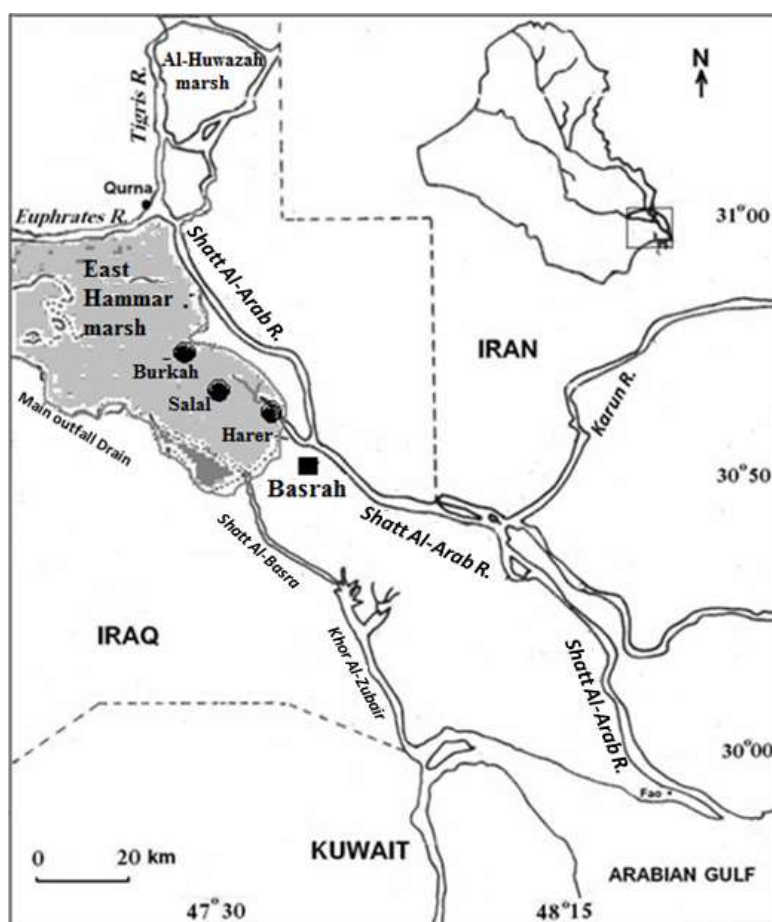 Al-Huwazah
marsh
N
Tigris R.
Qurna
31°00
Euphrates R.
Shatt Al-Arab R.
East
Hammar
marsh
IRAN
Burkah
Karun R.
Salal
Main outfall Drain
Harer
30°50
Basrah
Shatt Al-Arab R.
Shatt Al-Basra
IRAQ
Khor Al-Zubair
Shatt Al-Arab R.
30°00
Fao
0 20 km
KUWAIT
ARABIAN GULF
47°30
48°15